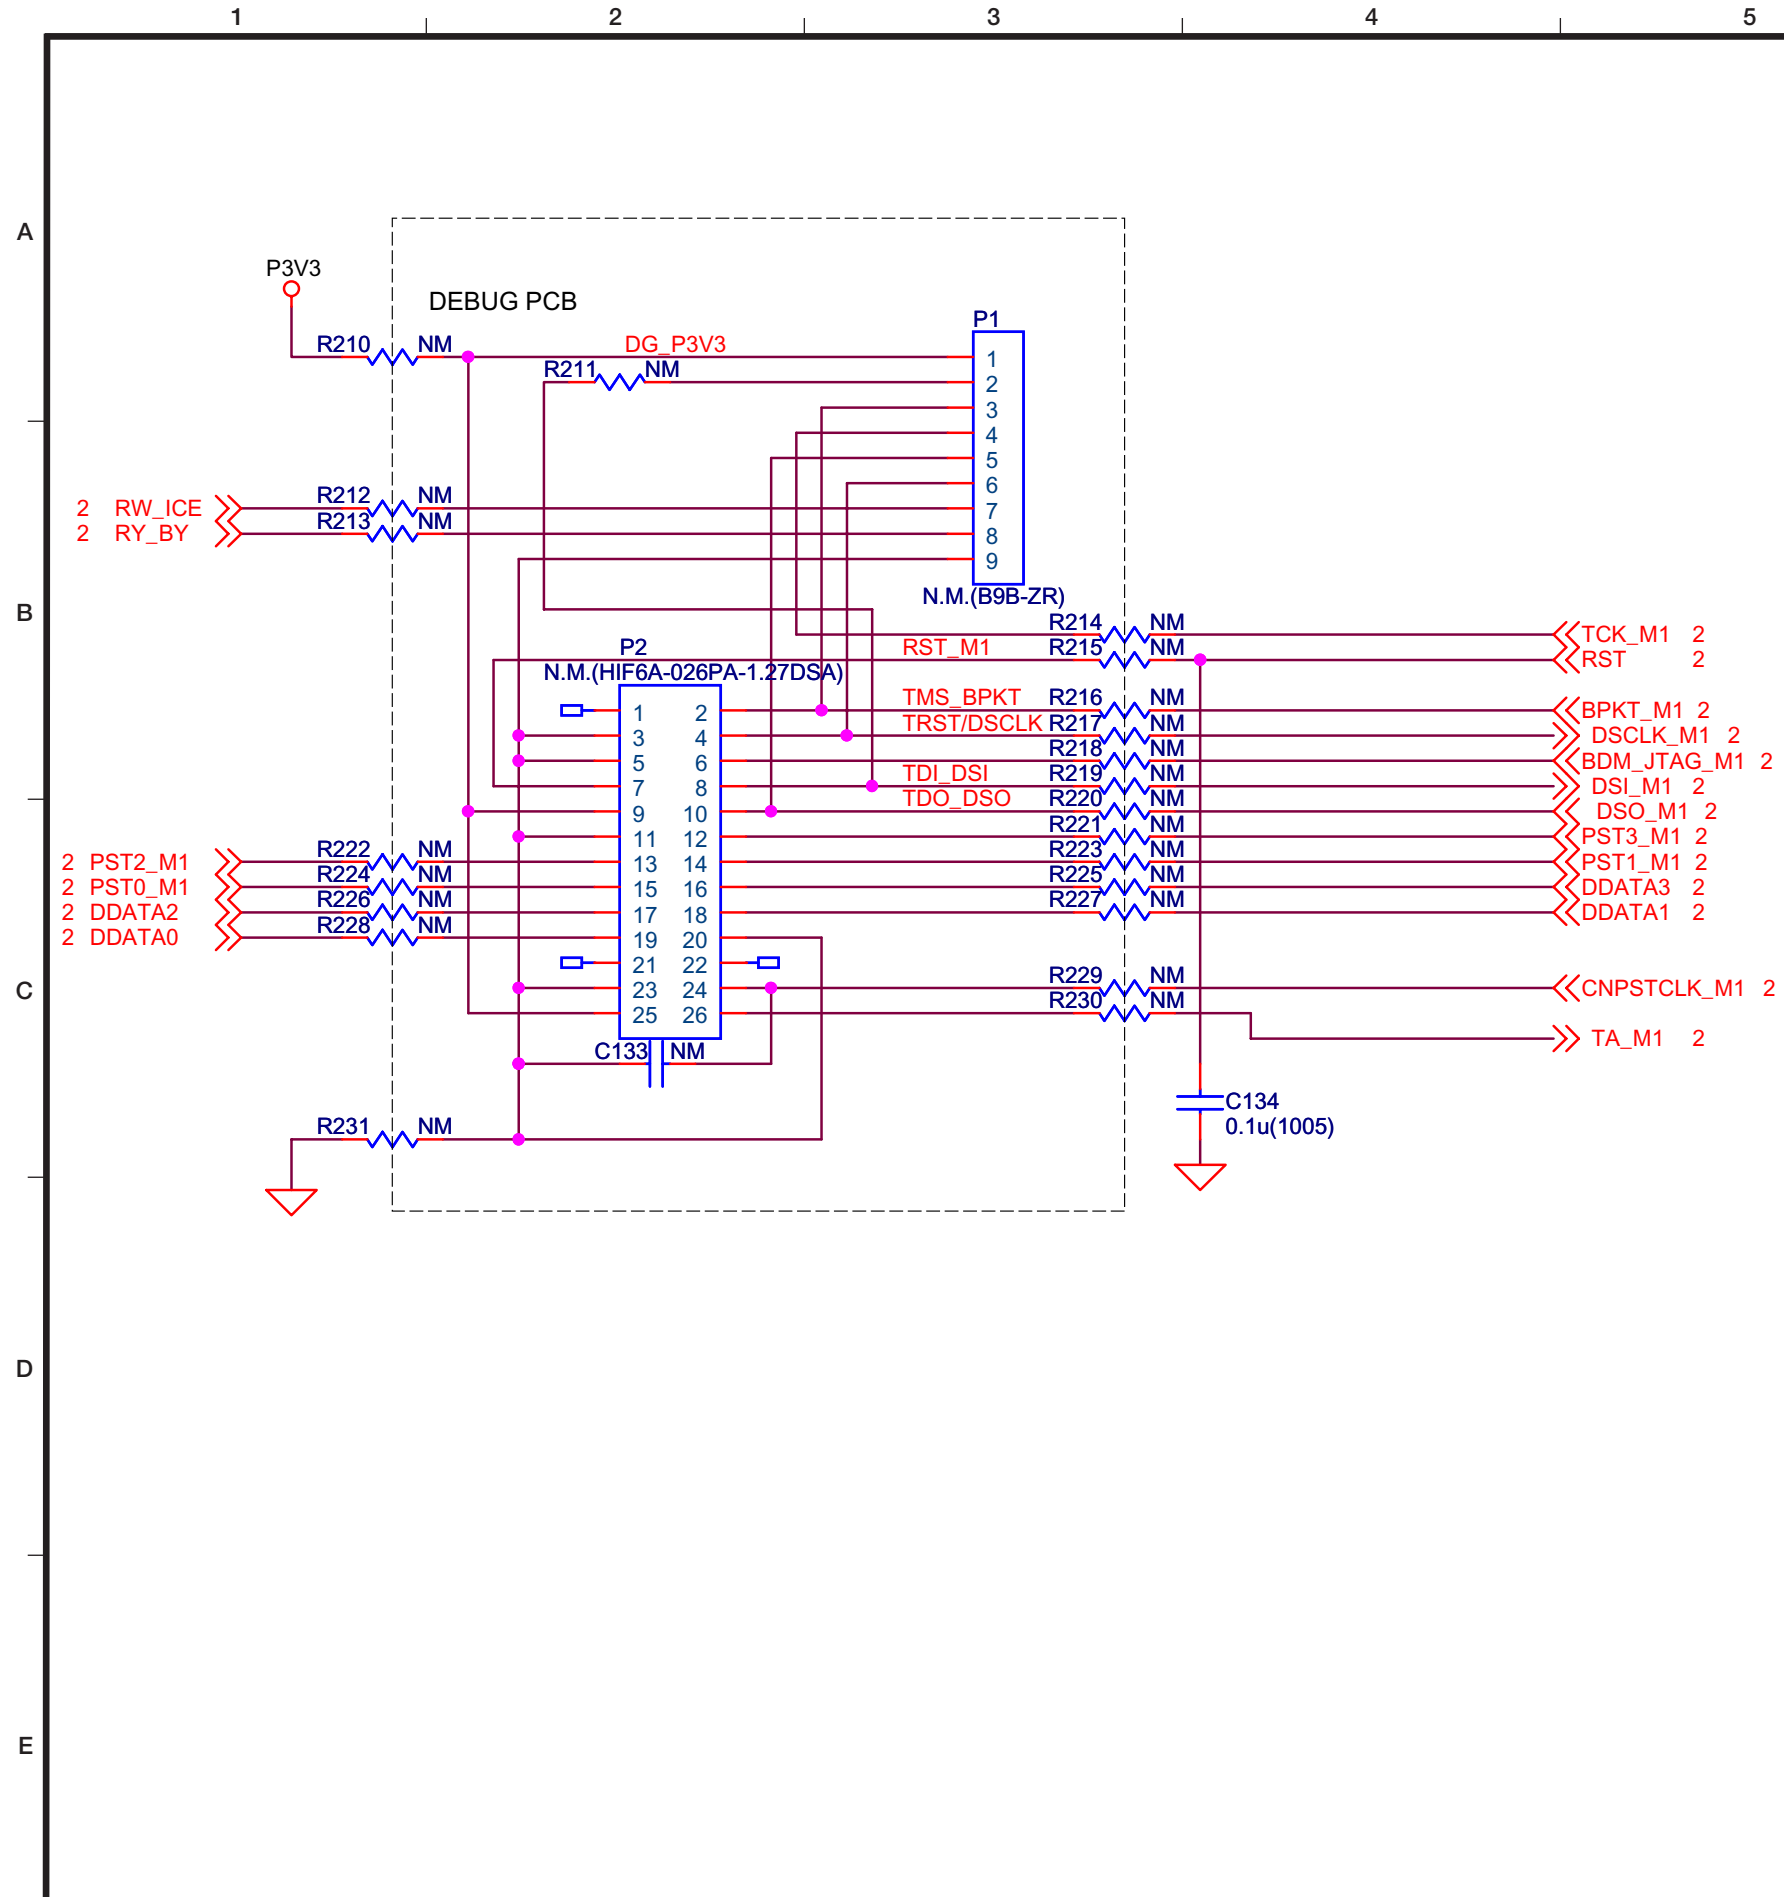 1 2 3 4 5
A
P3V3
DEBUG PCB
P1
R210 NM DG_P3V3 1
R211 NM 2
3
4
5
6
2 RW_ICE R212 NM 7
2 RY_BY R213 NM 8
9
N.M.(B9B-ZR)
B
R214 NM TCK_M1 2
P2 RST_M1 R215 NM RST 2
N.M.(HIF6A-026PA-1.27DSA)
1 2 TMS_BPKT R216 NM BPKT_M1 2
3 4 TRST/DSCLK R217 NM DSCLK_M1 2
5 6 R218 NM BDM_JTAG_M1 2
7 8 TDI_DSI R219 NM DSI_M1 2
9 10 TDO_DSO R220 NM DSO_M1 2
11 12 R221 NM PST3_M1 2
2 PST2_M1 R222 NM 13 14 R223 NM PST1_M1 2
2 PST0_M1 R224 NM 15 16 R225 NM DDATA3 2
2 DDATA2 R226 NM 17 18 R227 NM DDATA1 2
2 DDATA0 R228 NM 19 20
21 22
C
23 24 R229 NM CNPSTCLK_M1 2
25 26 R230 NM
C133 NM TA_M1 2
C134
R231 NM 0.1u(1005)
D
E